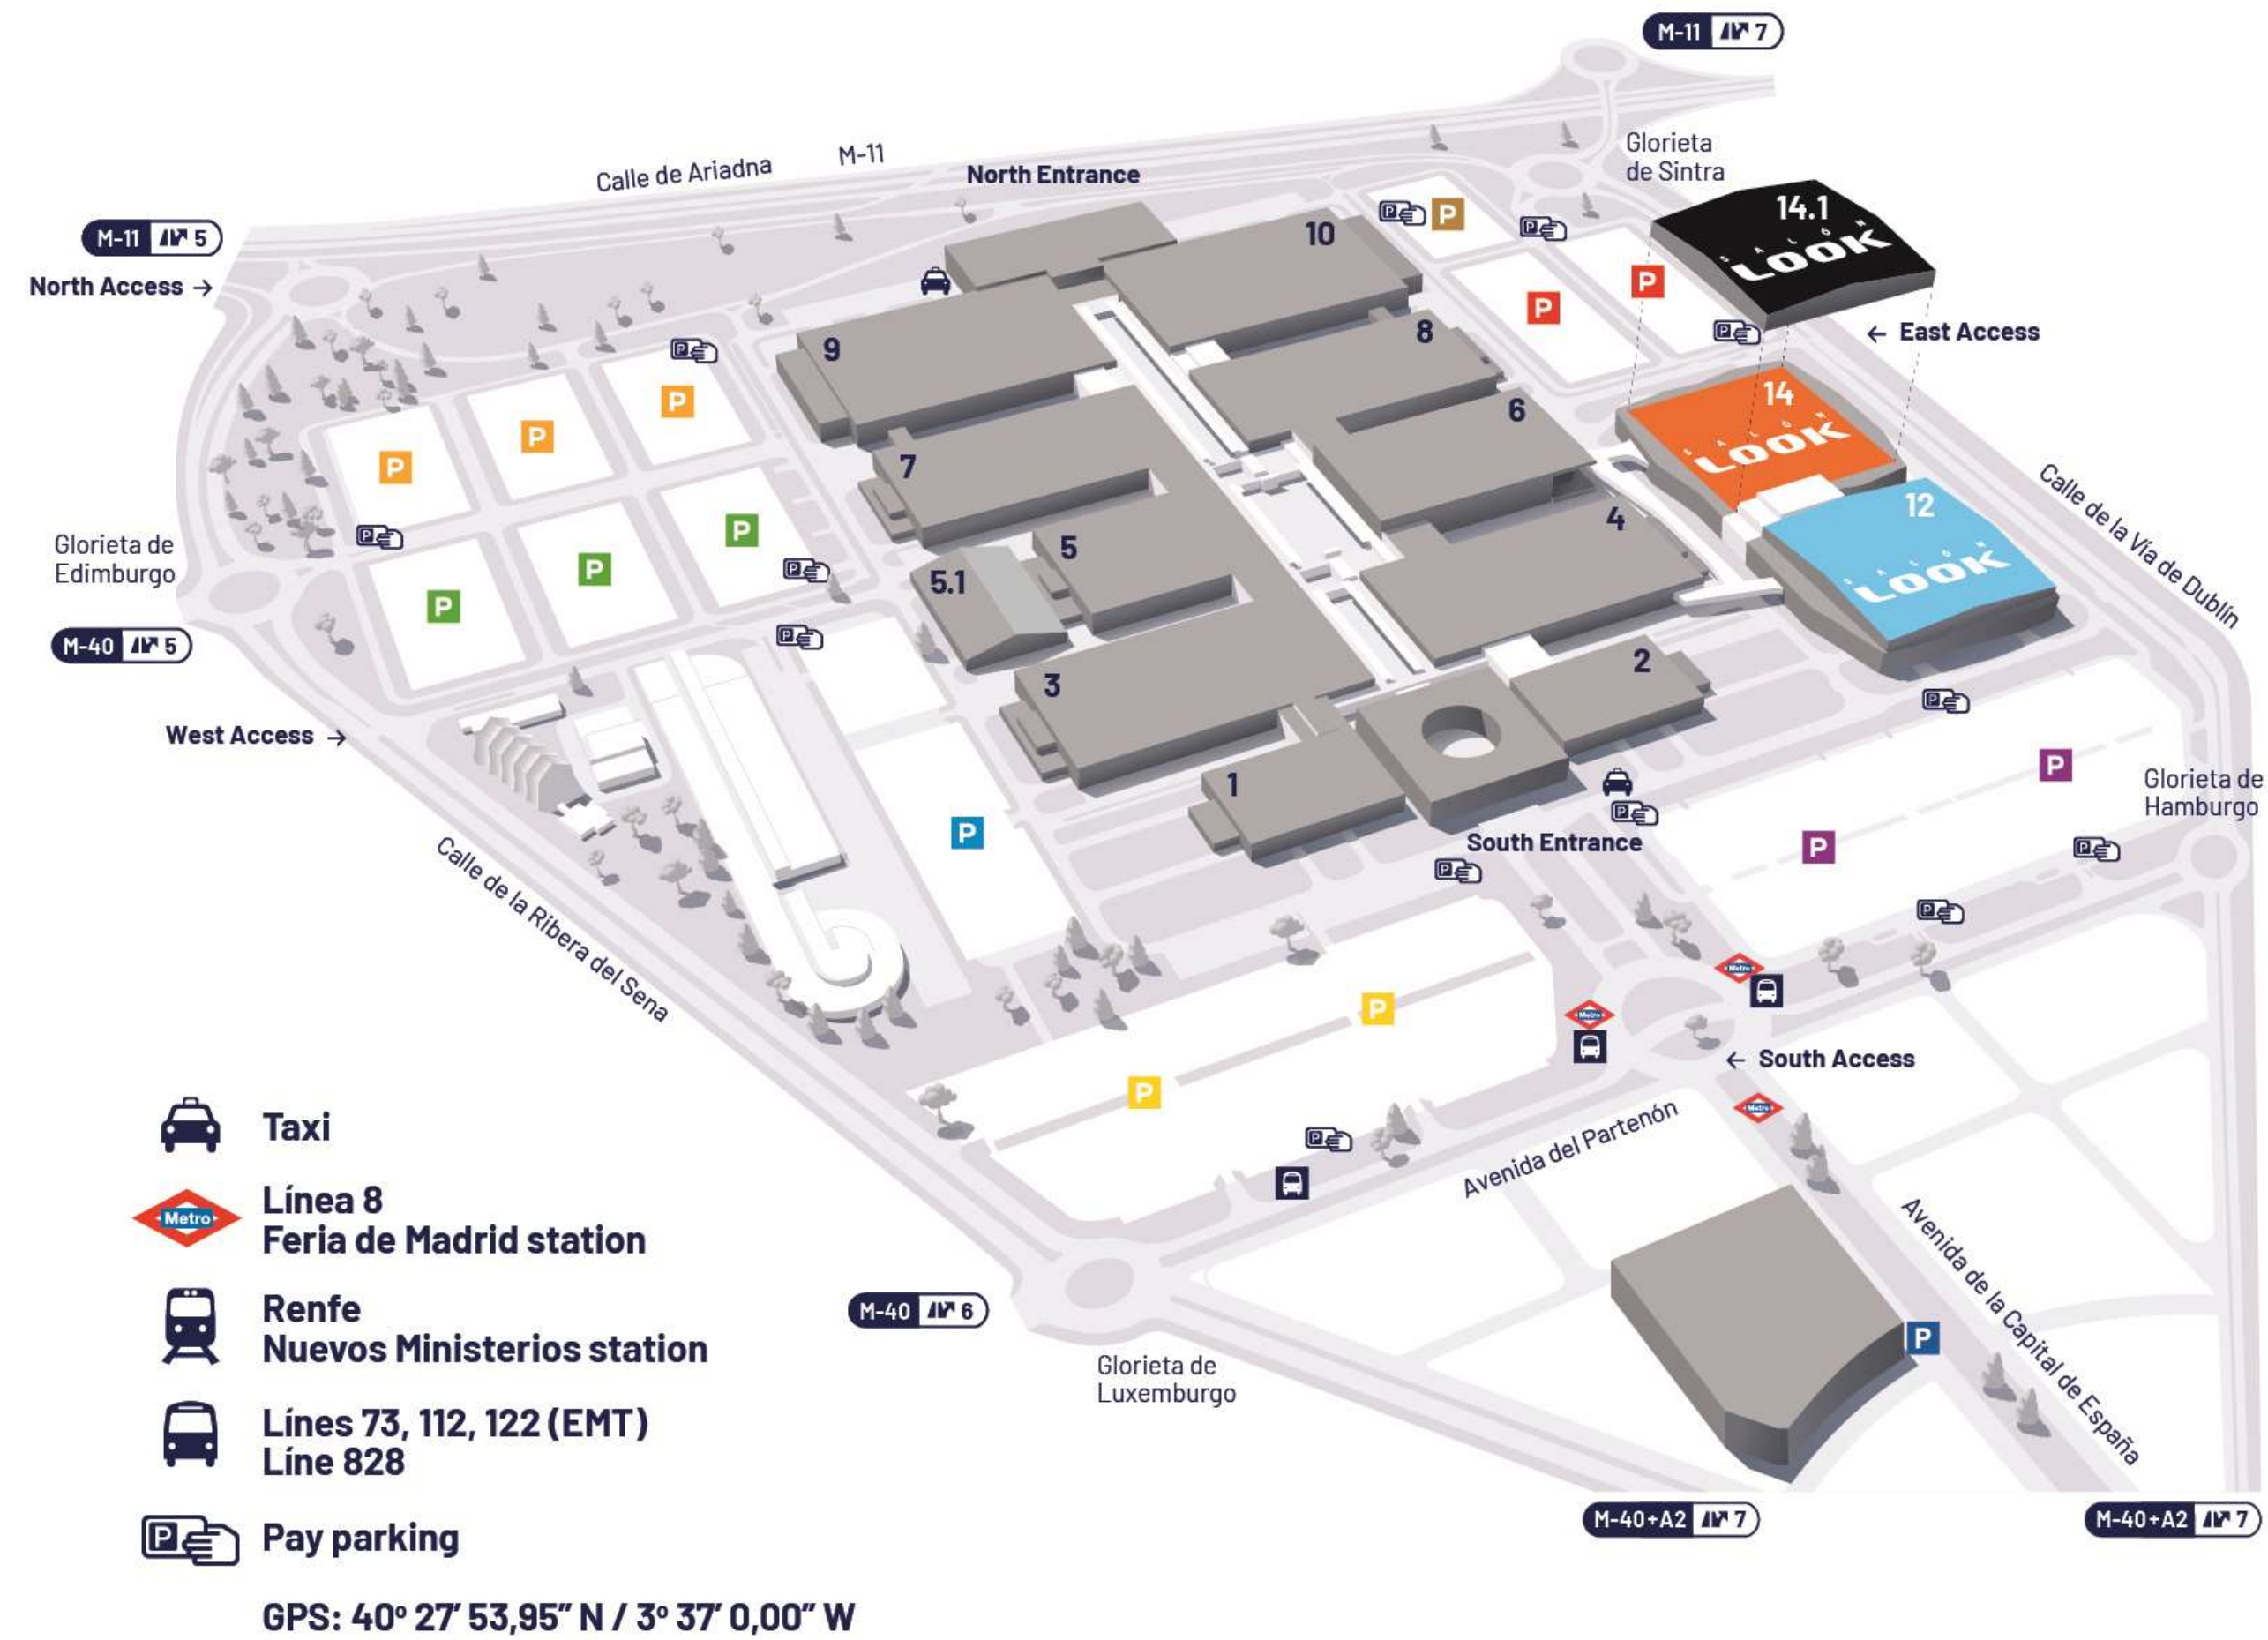 M-11 7
Glorieta
de Sintra
Calle de Ariadna
M-11
North Entrance
14.1
SALÓN
LOOK
10
P
P
P
P
M-11 5
North Access →
← East Access
8
9
P
P
P
P
14
SALÓN
LOOK
6
7
P
12
SALÓN
LOOK
4
Calle de la Vía de Dublín
5
5.1
P
P
P
P
P
P
Glorieta de
Edimburgo
M-40 5
2
3
P
West Access →
1
P
P
P
Glorieta de
Hamburgo
South Entrance
P
P
P
P
P
Calle de la Ribera del Sena
Metro
Metro
P
P
← South Access
Metro
Avenida del Partenón
P
Avenida de la Capital de España
P
M-40 6
Glorieta de
Luxemburgo
M-40+A2 7
M-40+A2 7
Taxi
Metro
Línea 8
Feria de Madrid station
Renfe
Nuevos Ministerios station
Línes 73, 112, 122 (EMT)
Líne 828
P
Pay parking
GPS: 40º 27' 53,95" N / 3º 37' 0,00" W